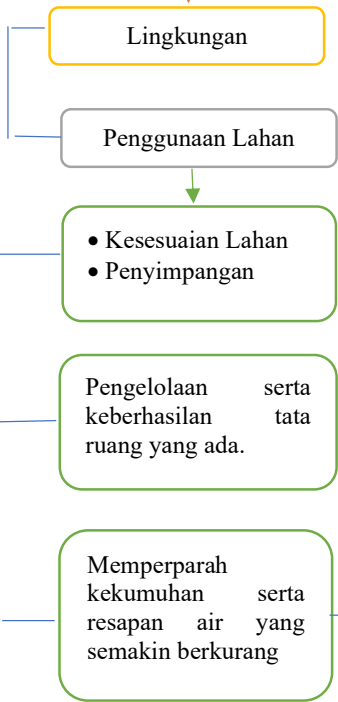 Lingkungan
Penggunaan Lahan
• Kesesuaian Lahan
• Penyimpangan
Pengelolaan serta
keberhasilan tata
ruang yang ada.
Memperparah
kekumuhan serta
resapan air yang
semakin berkurang